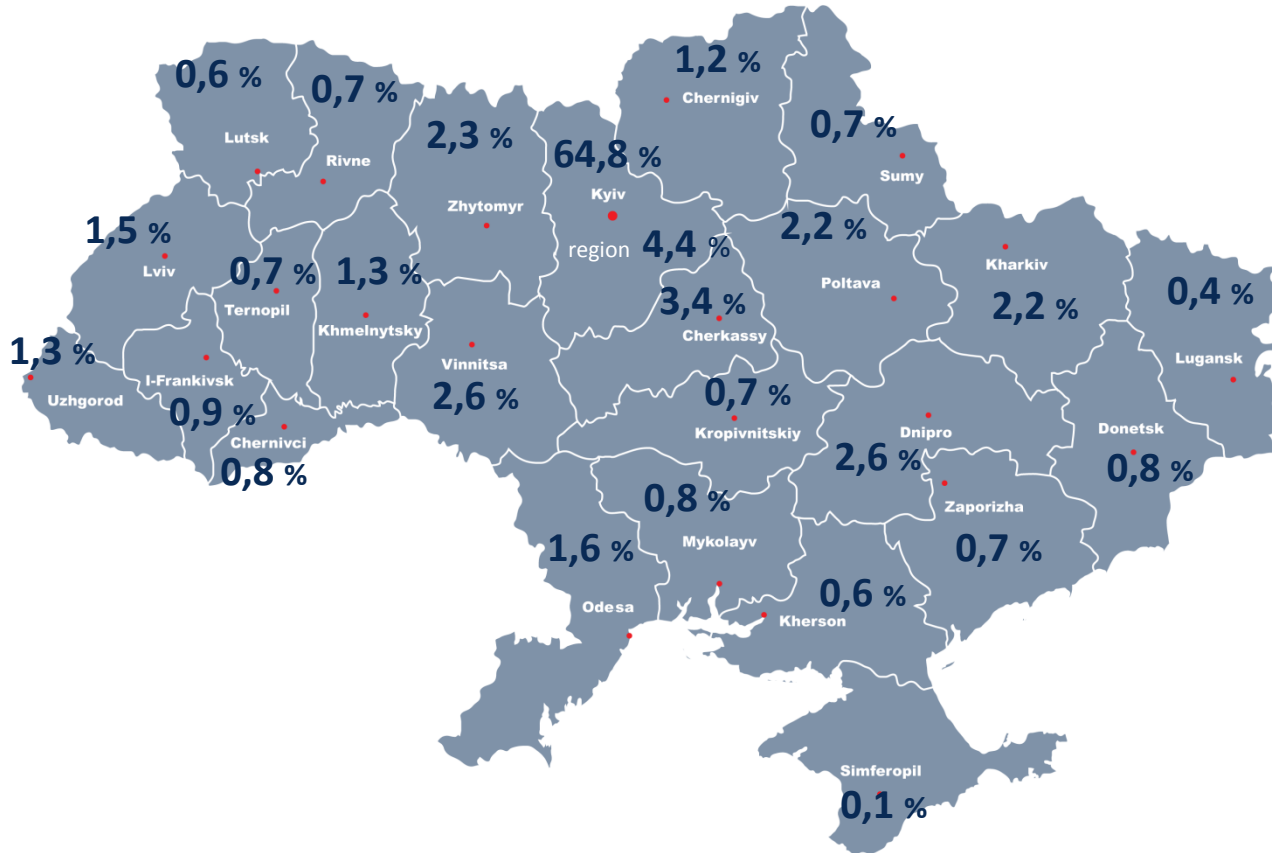 1,2 %
Chernigiv
0,6 %
Lutsk
0,7 %
Rivne
2,3 %
Zhytomyr
64,8 %
Kyiv
region 4,4 %
0,7 %
Sumy
1,5 %
Lviv
0,7 %
Ternopil
1,3 %
Khmelnytsky
2,2 %
Poltava
Kharkiv
2,2 %
0,4 %
Lugansk
3,4 %
Cherkassy
1,3 %
Uzhgorod
I-Frankivsk
0,9 %
Chernivci
0,8 %
Vinnitsa
2,6 %
0,7 %
Kropivnitskiy
Dnipro
2,6 %
Donetsk
0,8 %
Zaporizha
0,7 %
0,8 %
Mykolayv
1,6 %
Odesa
0,6 %
Kherson
Simferopil
0,1 %